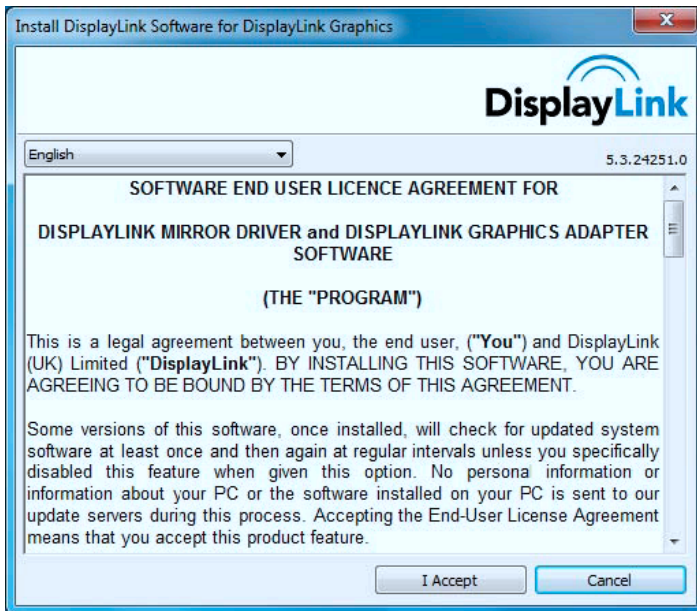 Install DisplayLink Software for DisplayLink Graphics
DisplayLink
English
5.3.24251.0
SOFTWARE END USER LICENCE AGREEMENT FOR
DISPLAYLINK MIRROR DRIVER and DISPLAYLINK GRAPHICS ADAPTER
SOFTWARE
(THE "PROGRAM")
This is a legal agreement between you, the end user, ("You") and DisplayLink
(UK) Limited ("DisplayLink"). BY INSTALLING THIS SOFTWARE, YOU ARE
AGREEING TO BE BOUND BY THE TERMS OF THIS AGREEMENT.
Some versions of this software, once installed, will check for updated system
software at least once and then again at regular intervals unless you specifically
disabled this feature when given this option. No personal information or
information about your PC or the software installed on your PC is sent to our
update servers during this process. Accepting the End-User License Agreement
means that you accept this product feature.
I Accept
Cancel